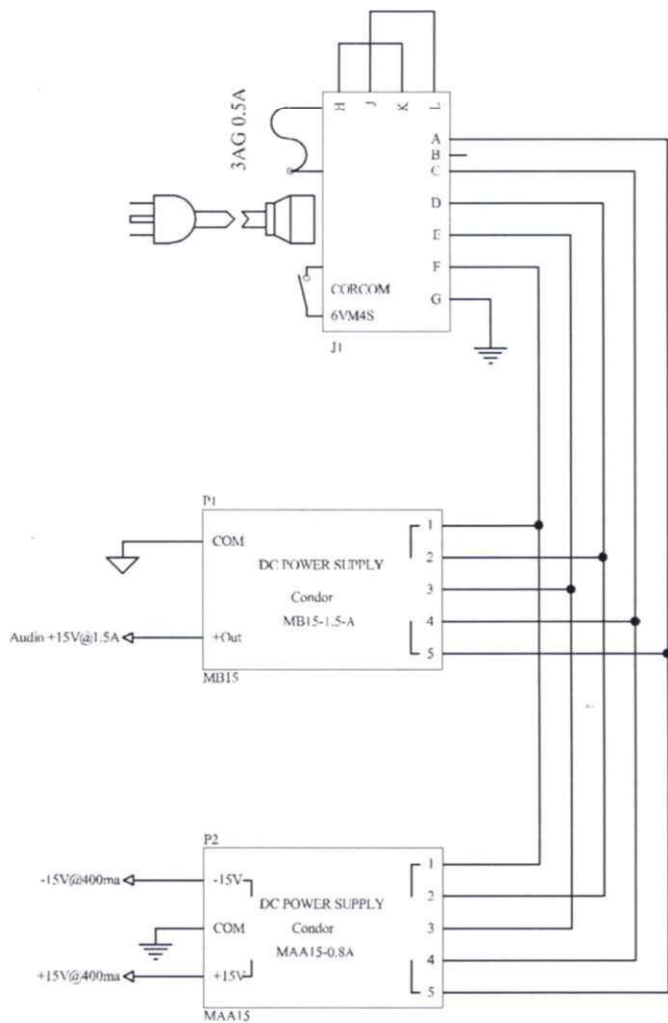 3AG 0.5A
H
J
K
L
A
B
C
D
E
F
G
CORCOM
6VM4S
J1
P1
COM
DC POWER SUPPLY
Condor
MB15-1.5-A
Audio +15V@1.5A
+Out
1
2
3
4
5
MB15
P2
-15V@400ma
-15V
DC POWER SUPPLY
COM
Condor
MAA15-0.8A
+15V@400ma
+15V
1
2
3
4
5
MAA15